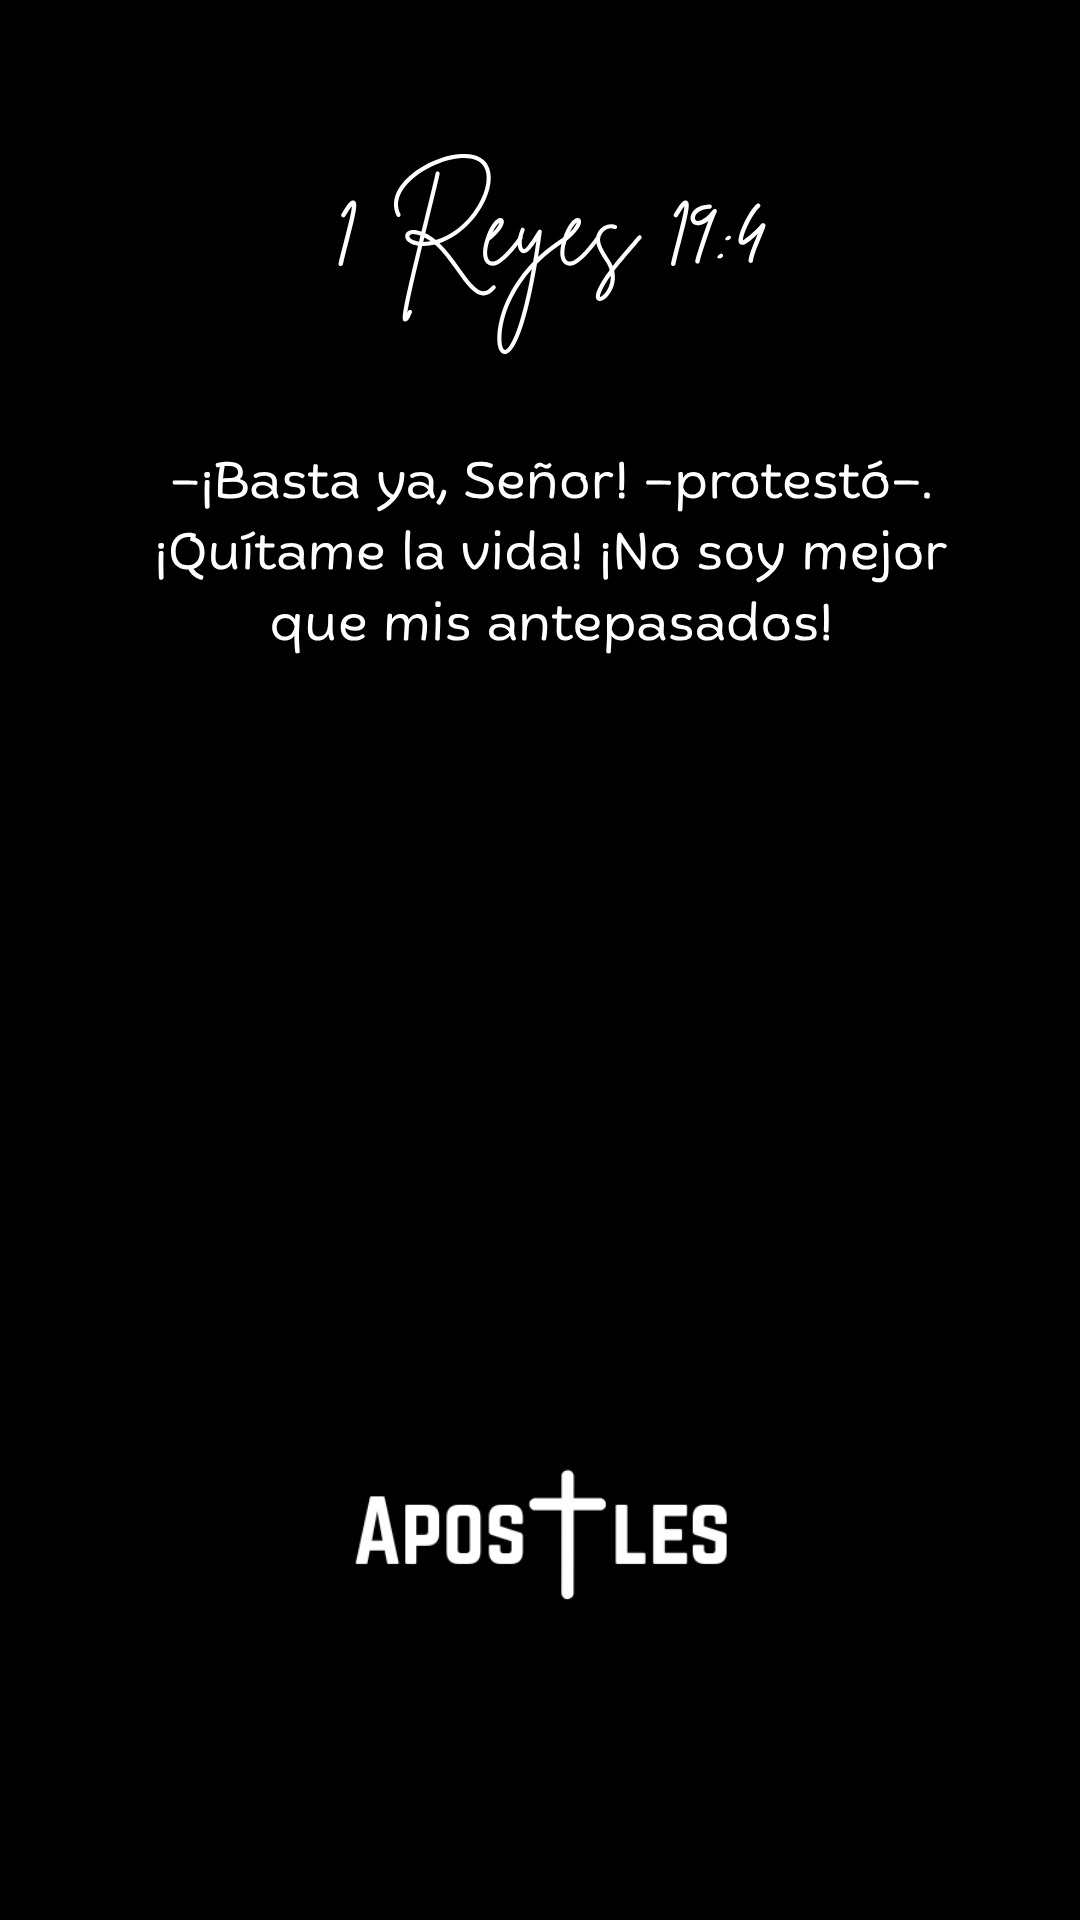 1 Reyes 19:4
–¡Basta ya, Señor! –protestó–.
¡Quítame la vida! ¡No soy mejor
que mis antepasados!
APOSTLES